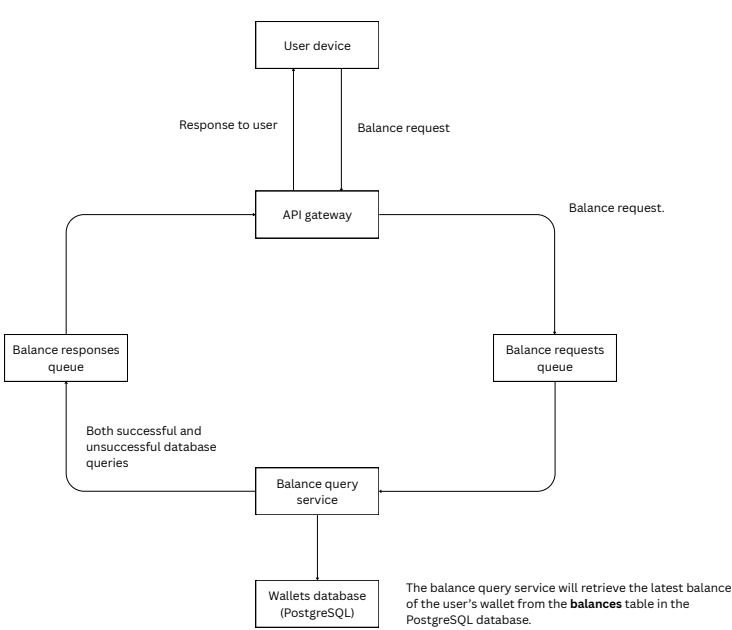 User device
Response to user
Balance request
API gateway
Balance request.
Balance responses
queue
Balance requests
queue
Both successful and
unsuccessful database
queries
Balance query
service
Wallets database
(PostgreSQL)
The balance query service will retrieve the latest balance
of the user's wallet from the balances table in the
PostgreSQL database.